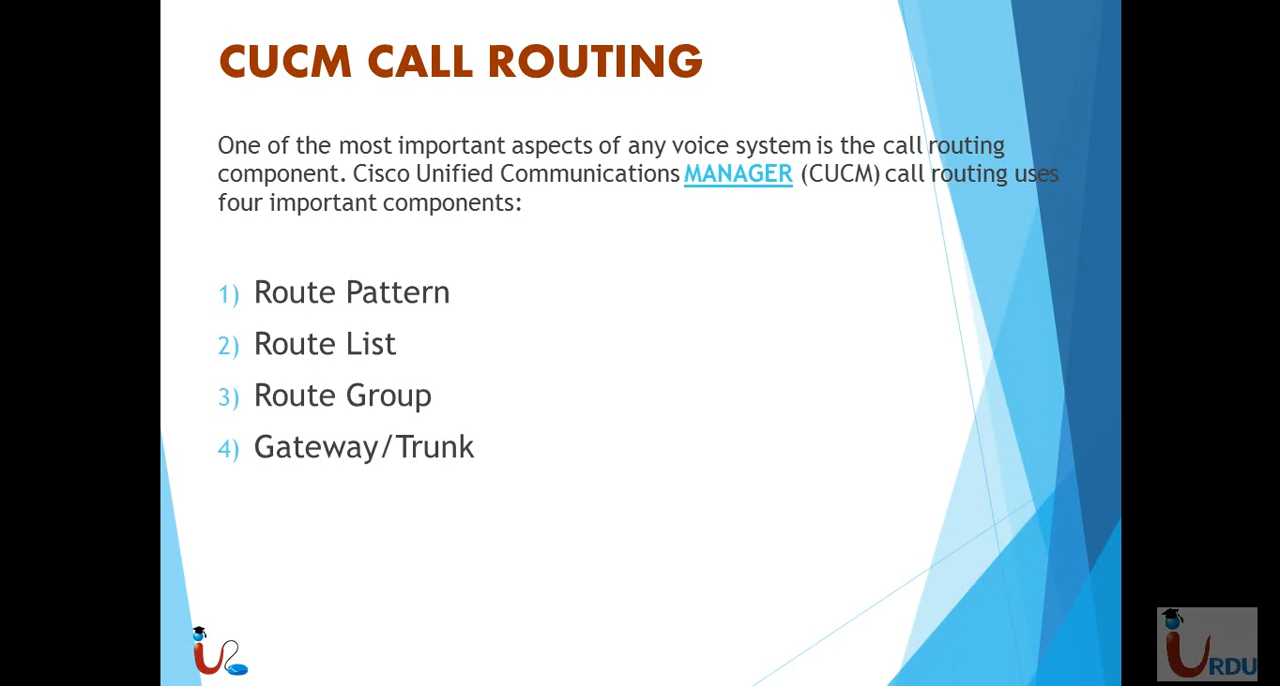 CUCM CALL ROUTING
One of the most important aspects of any voice system is the call routing
component. Cisco Unified Communications MANAGER (CUCM) call routing uses
four important components:
1) Route Pattern
2) Route List
3) Route Group
4) Gateway/Trunk
iURDU